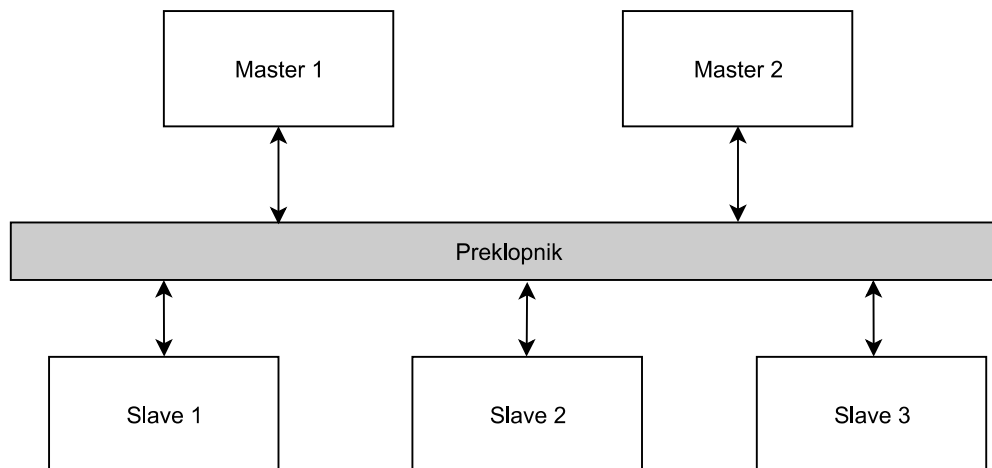 Master 1
Master 2
Preklopnik
Slave 1
Slave 2
Slave 3